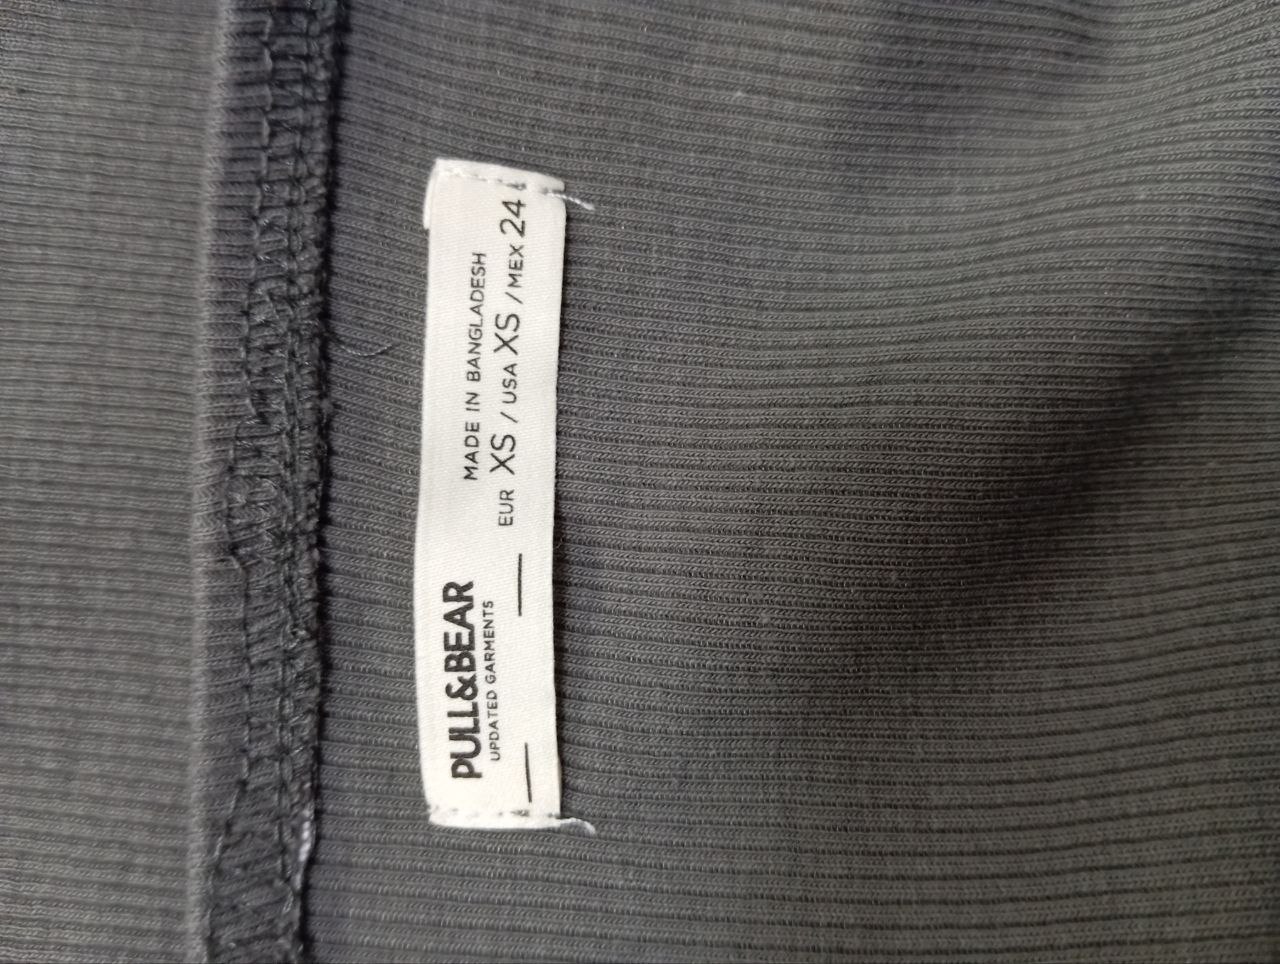 PULL&BEAR
UPDATED GARMENTS
MADE IN BANGLADESH
EUR XS / USA XS / MEX 24